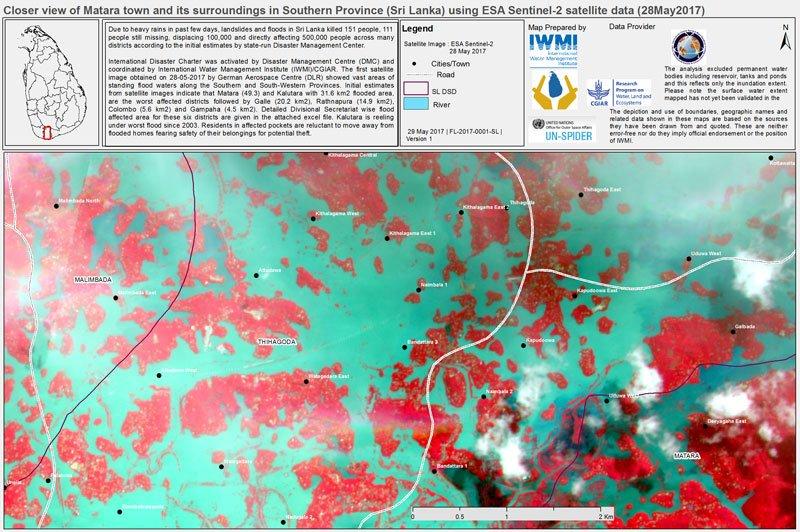 Closer view of Matara town and its surroundings in Southern Province (Sri Lanka) using ESA Sentinel-2 satellite data (28May2017)
Due to heavy rains in past few days, landslides and floods in Sri Lanka killed 151 people, 111
people still missing, displacing 100,000 and directly affecting 500,000 people across many
districts according to the initial estimates by state-run Disaster Management Center.
International Disaster Charter was activated by Disaster Management Centre (DMC) and
coordinated by International Water Management Institute (IWMI)/CGIAR. The first satellite
image obtained on 28-05-2017 by German Aerospace Centre (DLR) showed vast areas of
standing flood waters along the Southern and South-Western Provinces. Initial estimates
from satellite images indicate that Matara (49.3) and Kalutara with 31.6 km2 flooded area
are the worst affected districts followed by Galle (20.2 km2), Rathnapura (14.9 km2),
Colombo (5.6 km2) and Gampaha (4.5 km2). Detailed Divisional Secretariat wise flood
affected area for these six districts are given in the attached excel file. Kalutara is reeling
under worst flood since 2003. Residents in affected pockets are reluctant to move away from
flooded homes fearing safety of their belongings for potential theft.
Legend
Satellite Image : ESA Sentinel-2
28 May 2017
Cities/Town
Road
SL DSD
River
29 May 2017 | FL-2017-0001-SL |
Version 1
Map Prepared by
IWMI
International
Water Management
Institute
CGIAR
RESEARCH
PROGRAM ON
Water, Land and
Ecosystems
UNITED NATIONS
Office for Outer Space Affairs
UN-SPIDER
Data Provider
N
The analysis excluded permanent water
bodies including reservoir, tanks and ponds
and this reflects only the inundation extent.
Please note the surface water extent
mapped has not yet been validated in the
The depiction and use of boundaries, geographic names and
related data shown in these maps are based on the sources
they have been drawn from and quoted. These are neither
error-free nor do they imply official endorsement or the position
of IWMI.
Kithalagama Central
Kottawatta
Malimbada North
Kithalagama West
Kithalagama East 2
Thihagoda
Thihagoda East
Kithalagama East 1
Uduwa West
Attudawa
MALIMBADA
Malimbada East
Naimbala 1
Kapuduwa East
Galbada
THIHAGODA
Bandattara 3
Kapuduwa
Watagedara East
Naimbala 2
Uduwa West
Deeyagaha East
MATARA
Bandattara 1
0
0.5
1
2 Km